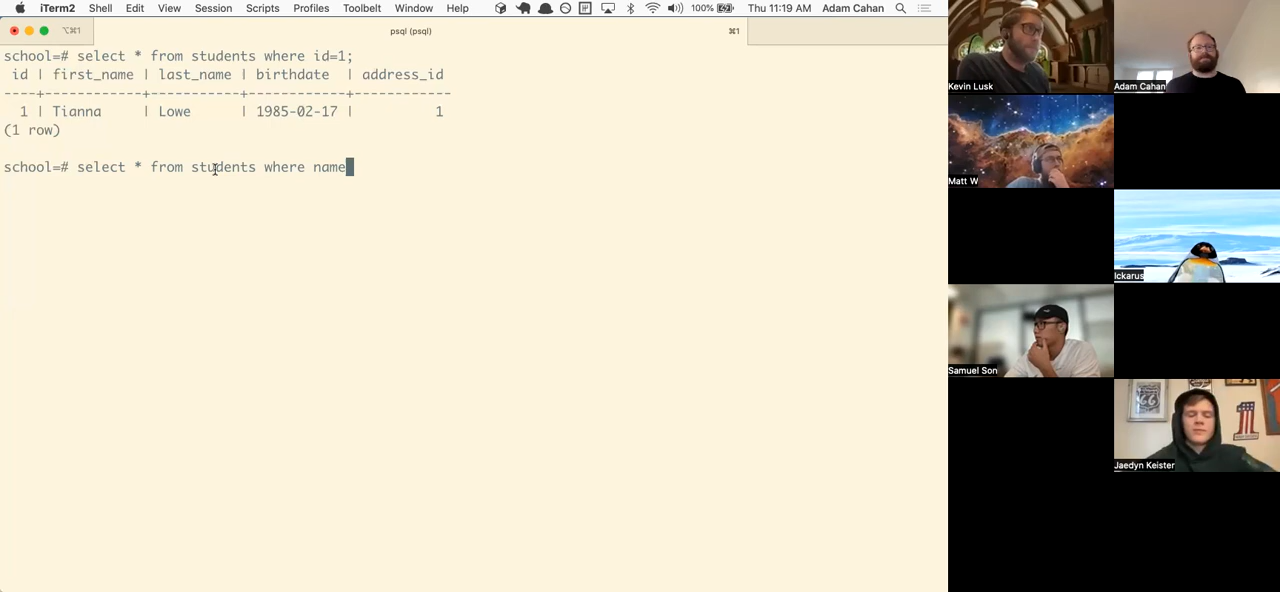 iTerm2 Shell Edit View Session Scripts Profiles Toolbelt Window Help 100% Thu 11:19 AM Adam Cahan
⌥⌘1 psql (psql) ⌘1
school=# select * from students where id=1;
 id | first_name | last_name | birthdate  | address_id
----+------------+-----------+------------+------------
  1 | Tianna     | Lowe      | 1985-02-17 |          1
(1 row)
school=# select * from students where name
Kevin Lusk
Adam Cahan
Matt W
Ickarus
Samuel Son
66
1
Jaedyn Keister